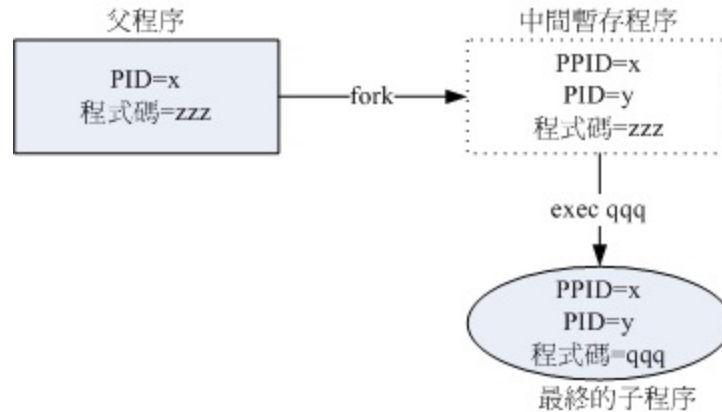 父程序
PID=x
程式碼=zzz
fork
中間暫存程序
PPID=x
PID=y
程式碼=zzz
exec qqq
PPID=x
PID=y
程式碼=qqq
最終的子程序